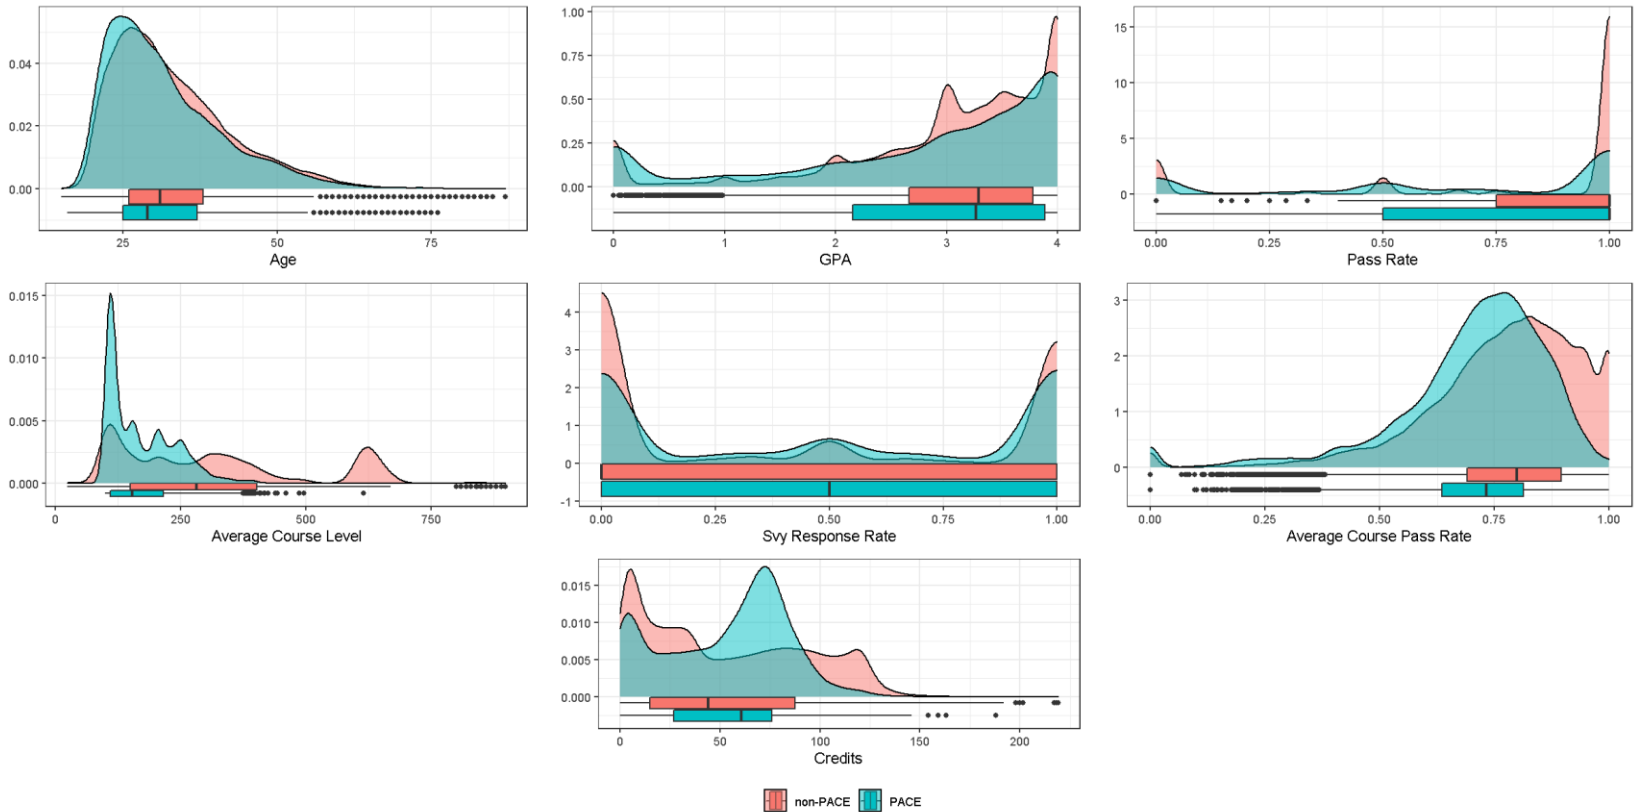 0.04
0.02
0.00
25 50 75
Age
1.00
0.75
0.50
0.25
0.00
0 1 2 3 4
GPA
15
10
5
0
0.00 0.25 0.50 0.75 1.00
Pass Rate
0.015
0.010
0.005
0.000
0 250 500 750
Average Course Level
4
3
2
1
0
-1
0.00 0.25 0.50 0.75 1.00
Svy Response Rate
3
2
1
0
0.00 0.25 0.50 0.75 1.00
Average Course Pass Rate
0.015
0.010
0.005
0.000
0 50 100 150 200
Credits
non-PACE PACE